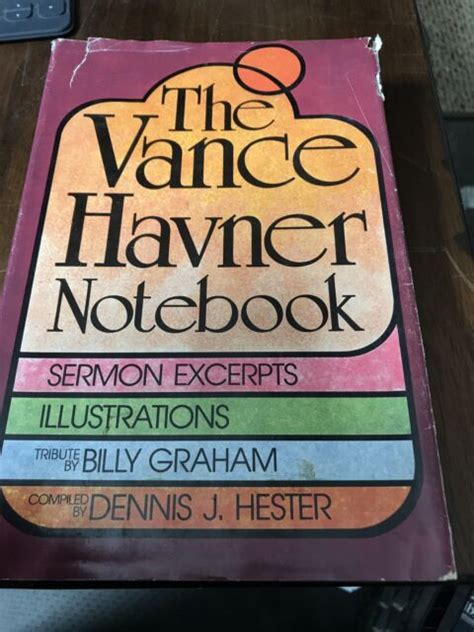 The
Vance
Havner
Notebook
SERMON EXCERPTS
ILLUSTRATIONS
TRIBUTE BY BILLY GRAHAM
COMPILED BY DENNIS J. HESTER